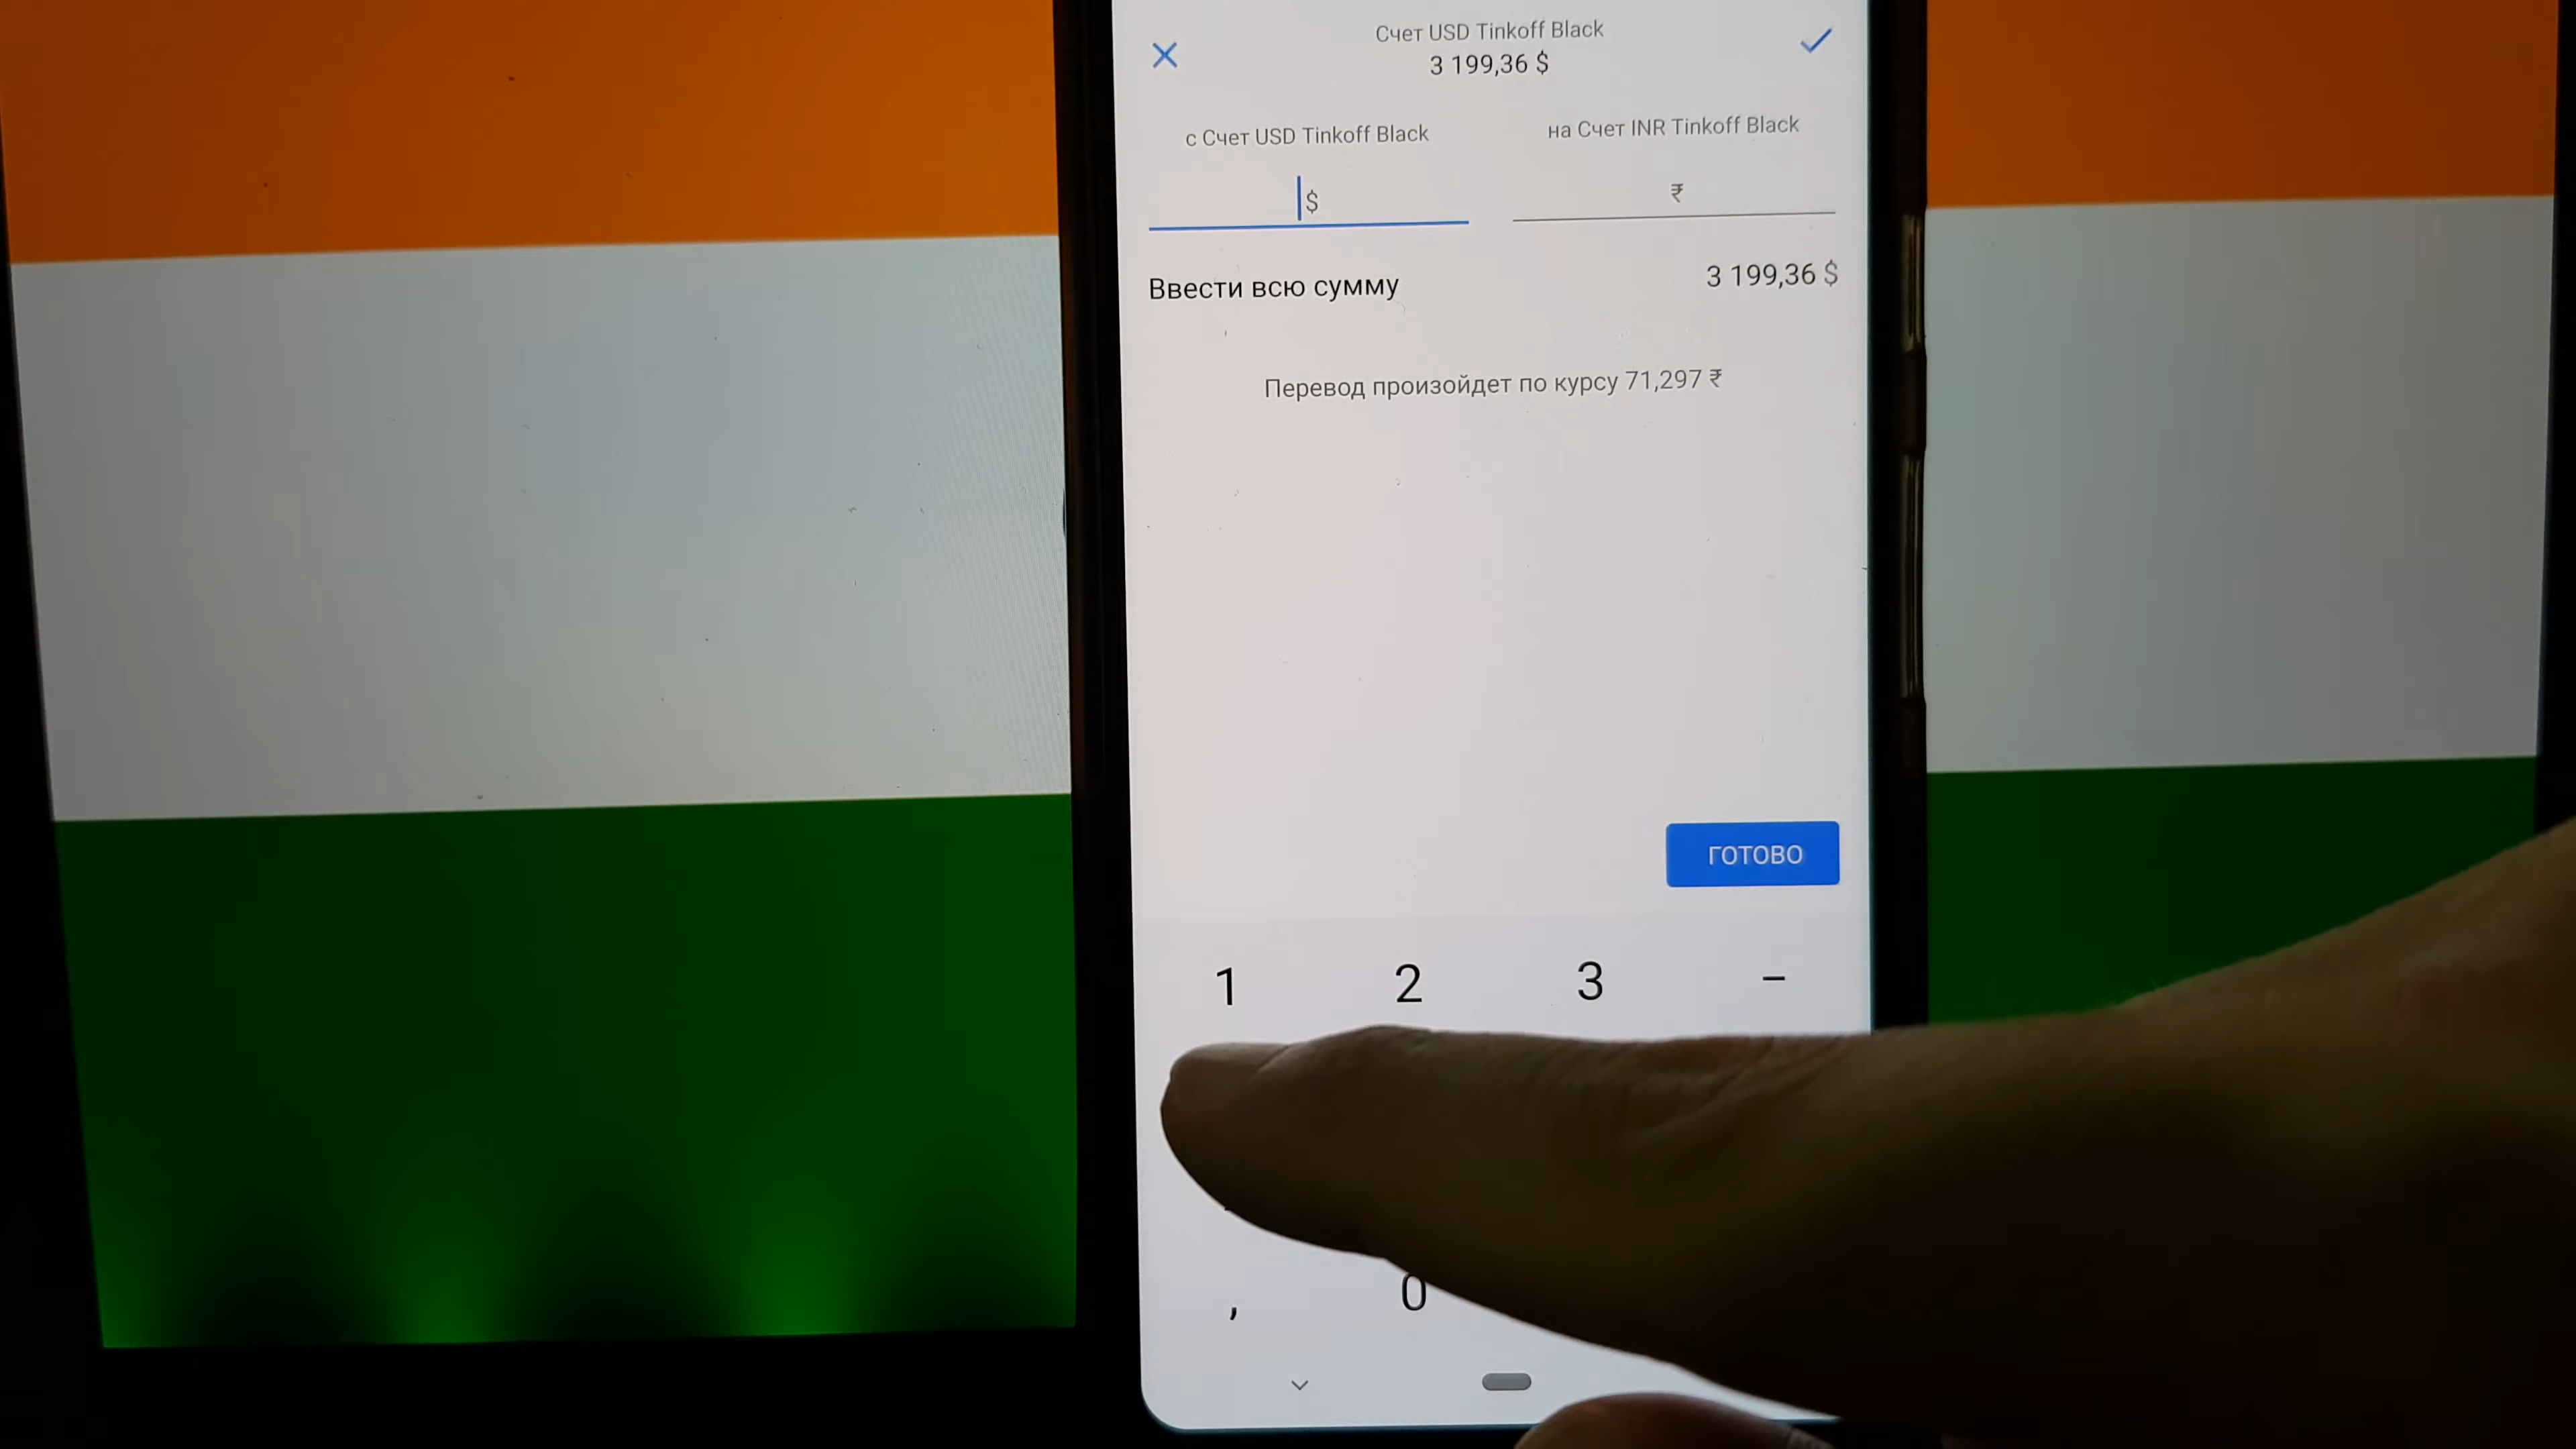 Счет USD Tinkoff Black
3 199,36 $
с Счет USD Tinkoff Black
на Счет INR Tinkoff Black
$
₹
Ввести всю сумму
3 199,36 $
Перевод произойдет по курсу 71,297 ₹
ГОТОВО
1 2 3 –
, 0